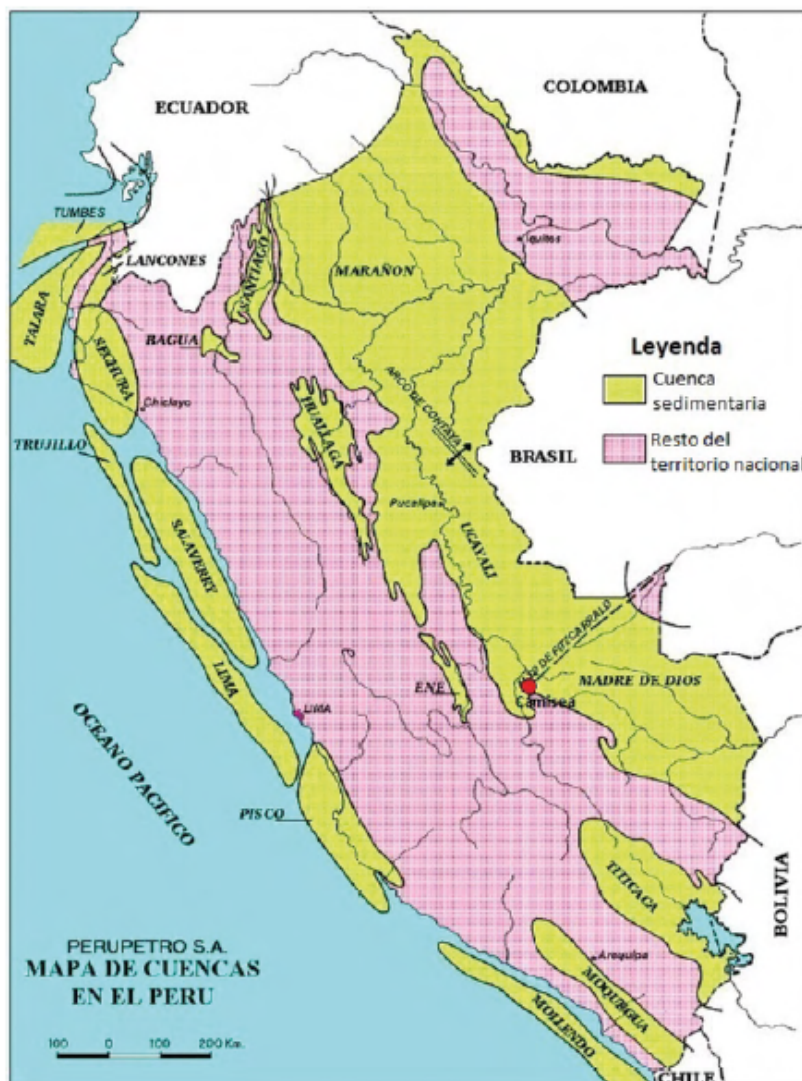 ECUADOR
COLOMBIA
TUMBES
LANCONES
TALARA
SECHURA
SANTIAGO
MARAÑON
Iquitos
BAGUA
Chiclayo
HUALLAGA
ARCO DE CONTAYA
Leyenda
Cuenca
sedimentaria
Resto del
territorio nacional
BRASIL
TRUJILLO
SALAVERRY
Pucallpa
UCAYALI
LIMA
LIMA
ENE
DE FITZCARRALD
Camisea
MADRE DE DIOS
OCEANO PACIFICO
PISCO
TITICACA
BOLIVIA
Arequipa
MOQUEGUA
MOLLENDO
CHILE
PERUPETRO S.A.
MAPA DE CUENCAS
EN EL PERU
100 0 100 200 Km.